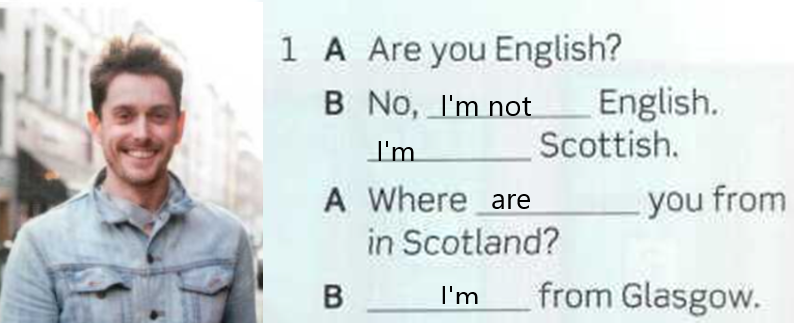 1 A Are you English?
B No, I'm not English.
I'm Scottish.
A Where are you from
in Scotland?
B I'm from Glasgow.